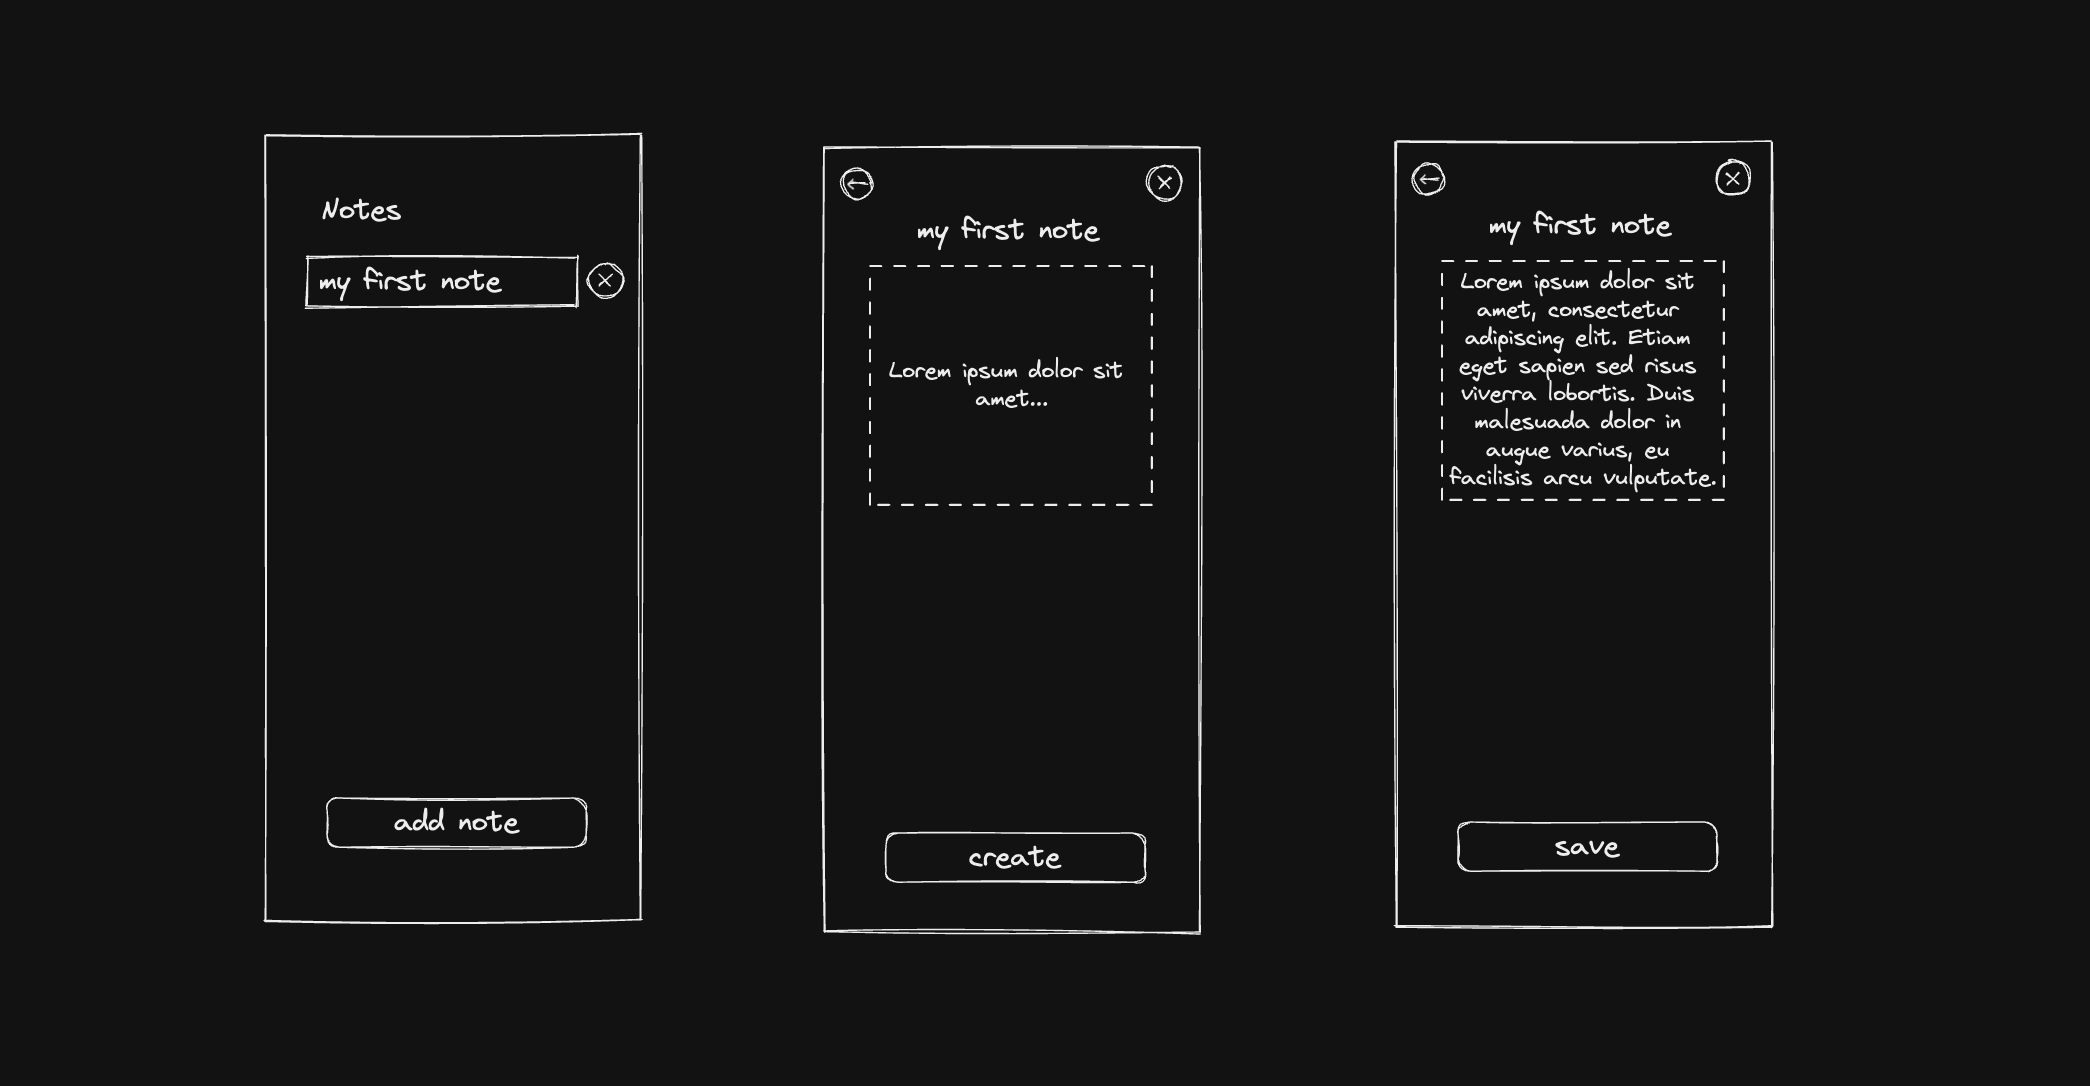 Notes
my first note
add note
my first note
Lorem ipsum dolor sit
amet...
create
my first note
Lorem ipsum dolor sit
amet, consectetur
adipiscing elit. Etiam
eget sapien sed risus
viverra lobortis. Duis
malesuada dolor in
augue varius, eu
facilisis arcu vulputate.
save